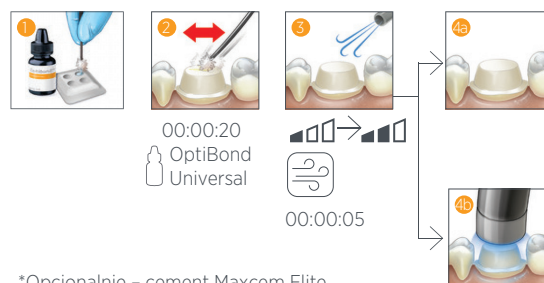 1
2
3
4a
00:00:20
OptiBond
Universal
00:00:05
4b
*Opcjonalnie – cement Maxcem Elite